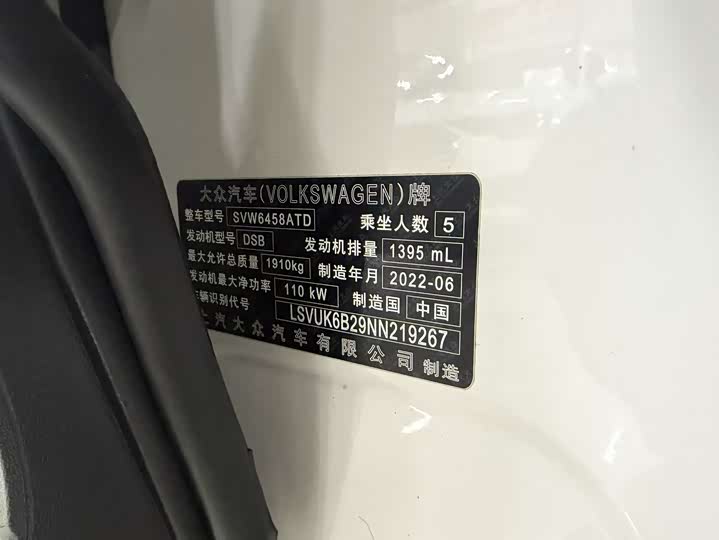 大众汽车(VOLKSWAGEN)牌
整车型号 SVW6458ATD 乘坐人数 5
发动机型号 DSB 发动机排量 1395 mL
最大允许总质量 1910kg 制造年月 2022-06
发动机最大净功率 110 kW 制造国 中国
车辆识别代号 LSVUK6B29NN219267
上汽大众汽车有限公司 制造